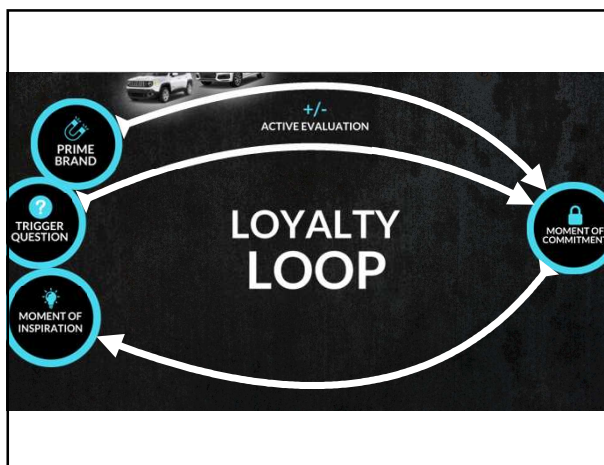 +/-
ACTIVE EVALUATION
PRIME
BRAND
?
TRIGGER
QUESTION
LOYALTY
LOOP
MOMENT OF
COMMITMENT
MOMENT OF
INSPIRATION